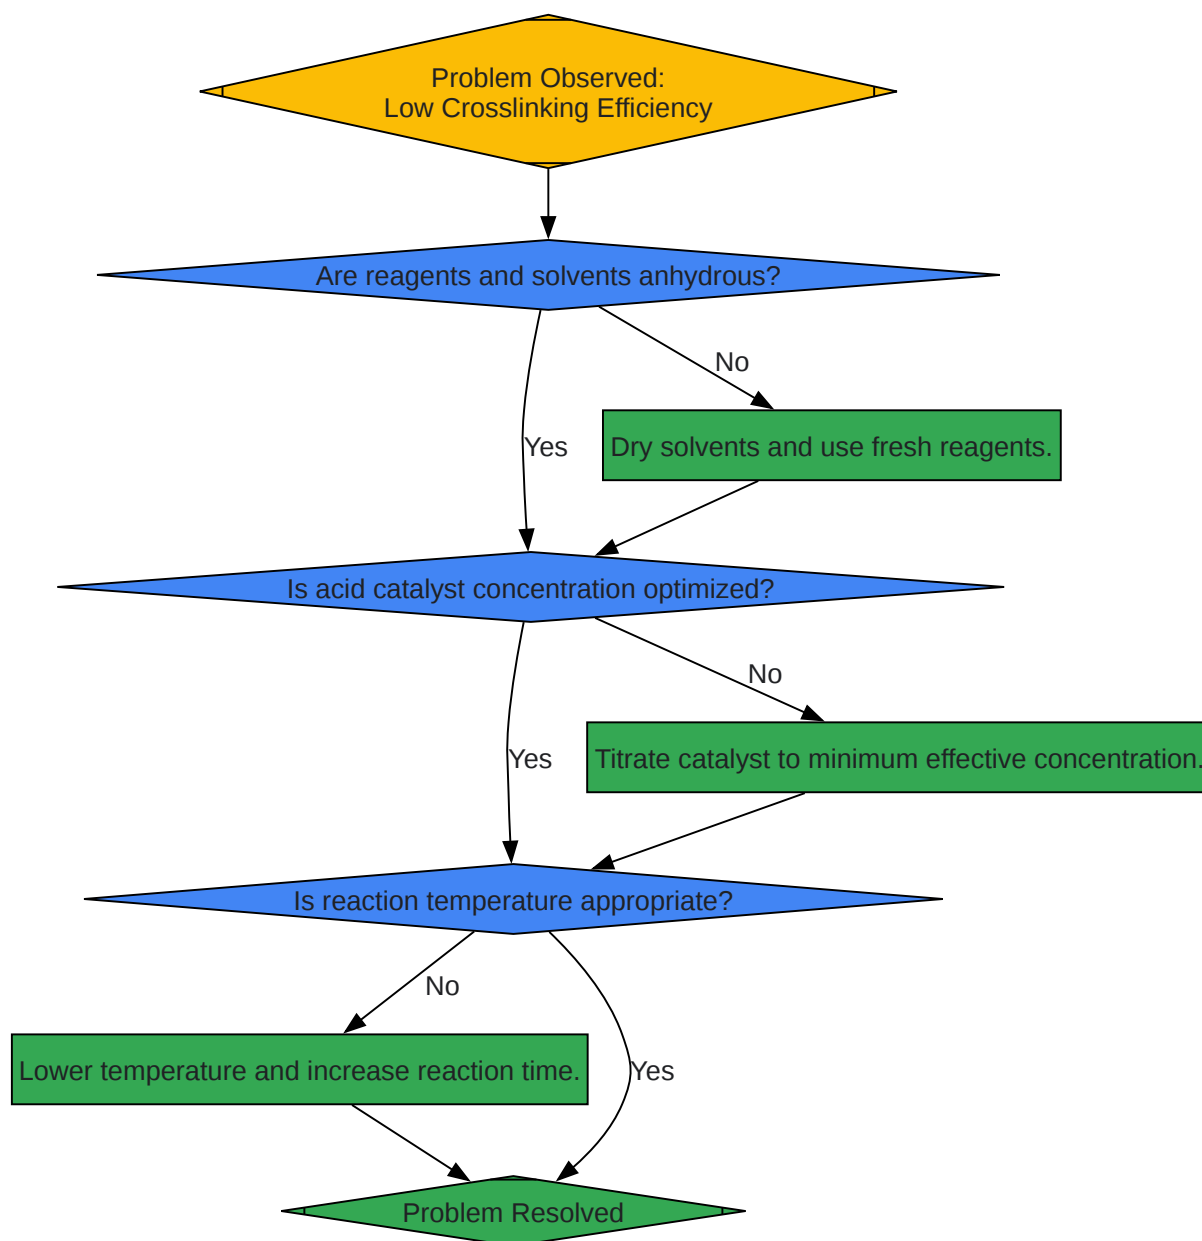 Problem Observed:
Low Crosslinking Efficiency
Are reagents and solvents anhydrous?
No
Yes
Dry solvents and use fresh reagents.
Is acid catalyst concentration optimized?
No
Yes
Titrate catalyst to minimum effective concentration.
Is reaction temperature appropriate?
No
Lower temperature and increase reaction time.
Yes
Problem Resolved